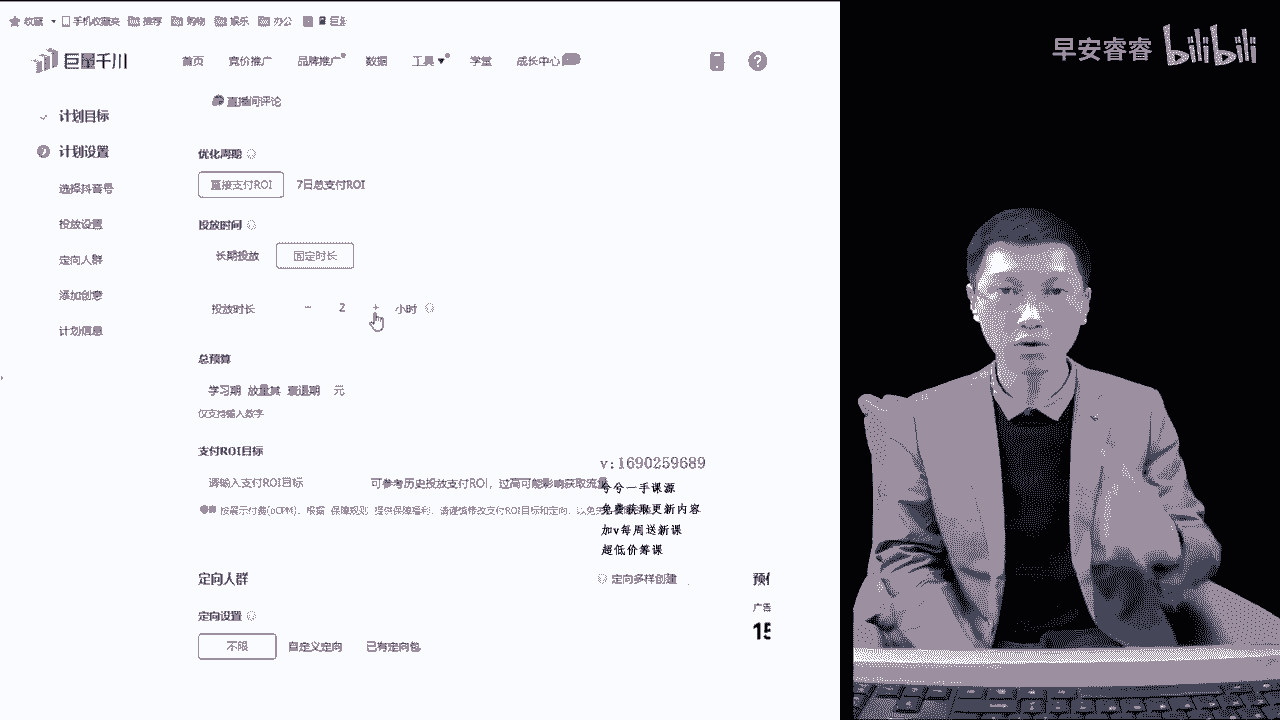 收藏 手机收藏夹 推荐 购物 娱乐 办公
早安睿睿 bilibili
巨量千川 首页 竞价推广 品牌推广 数据 工具 学堂 成长中心
直播间评论
计划目标
计划设置
选择抖音号
投放设置
定向人群
添加创意
计划信息
优化周期
直接支付ROI 7日总支付ROI
投放时间
长期投放 固定时长
投放时长 − 2 + 小时
总预算
学习期 放量其 衰退期 元
仅支持输入数字
支付ROI目标
请输入支付ROI目标 可参考历史投放支付ROI，过高可能影响获取流量
按展示付费(oCPM)，根据 保障规则 提供保障福利，请谨慎修改支付ROI目标和定向，以免
v:1690259689
兮兮一手课源
免费获取更新内容
加v每周送新课
超低价筹课
定向人群 定向多样创建
定向设置
不限 自定义定向 已有定向包